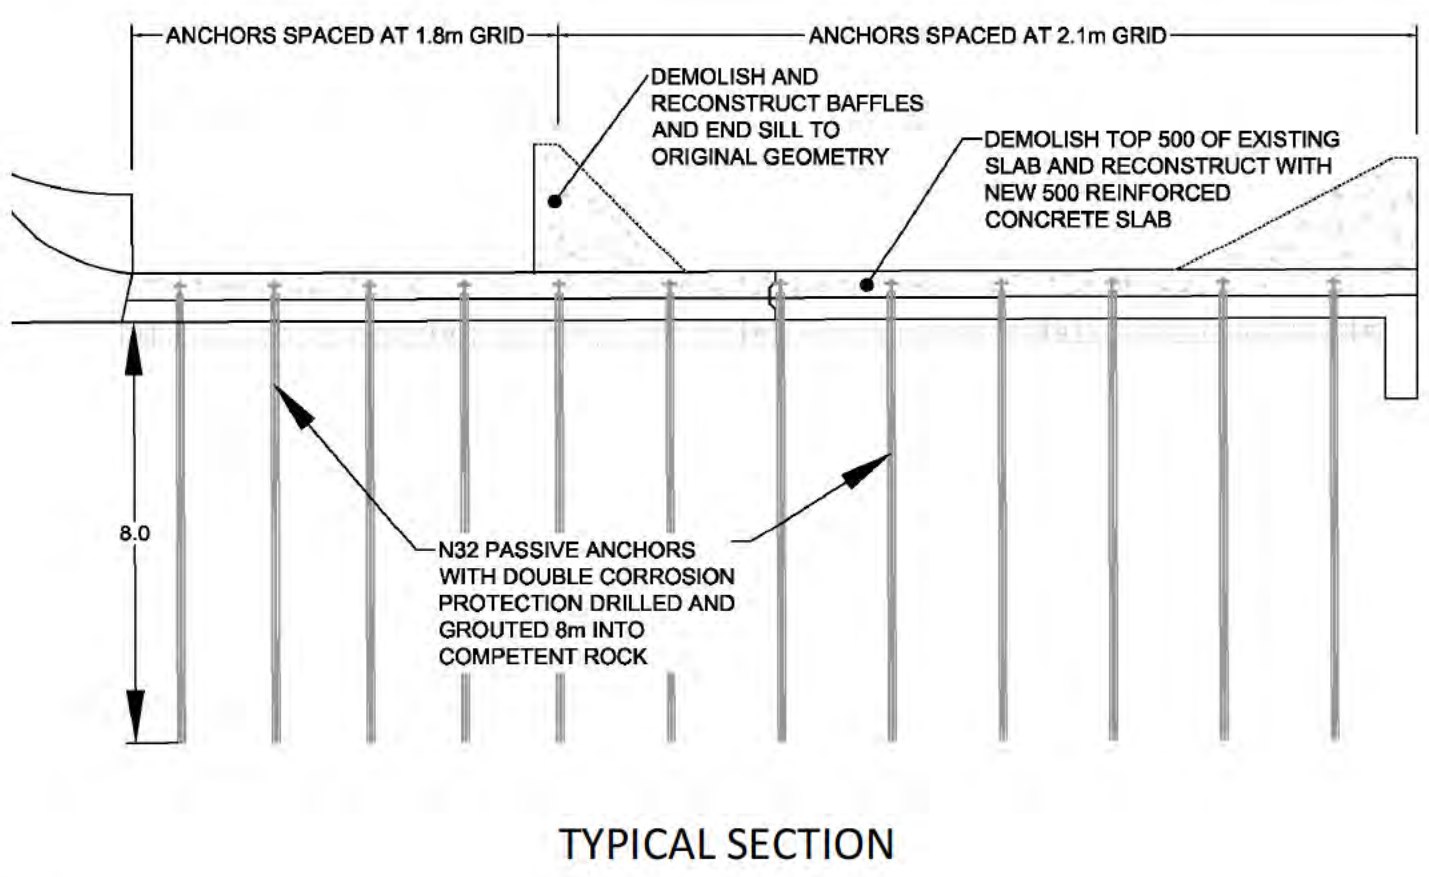 ANCHORS SPACED AT 1.8m GRID
ANCHORS SPACED AT 2.1m GRID
DEMOLISH AND
RECONSTRUCT BAFFLES
AND END SILL TO
ORIGINAL GEOMETRY
DEMOLISH TOP 500 OF EXISTING
SLAB AND RECONSTRUCT WITH
NEW 500 REINFORCED
CONCRETE SLAB
8.0
N32 PASSIVE ANCHORS
WITH DOUBLE CORROSION
PROTECTION DRILLED AND
GROUTED 8m INTO
COMPETENT ROCK
TYPICAL SECTION